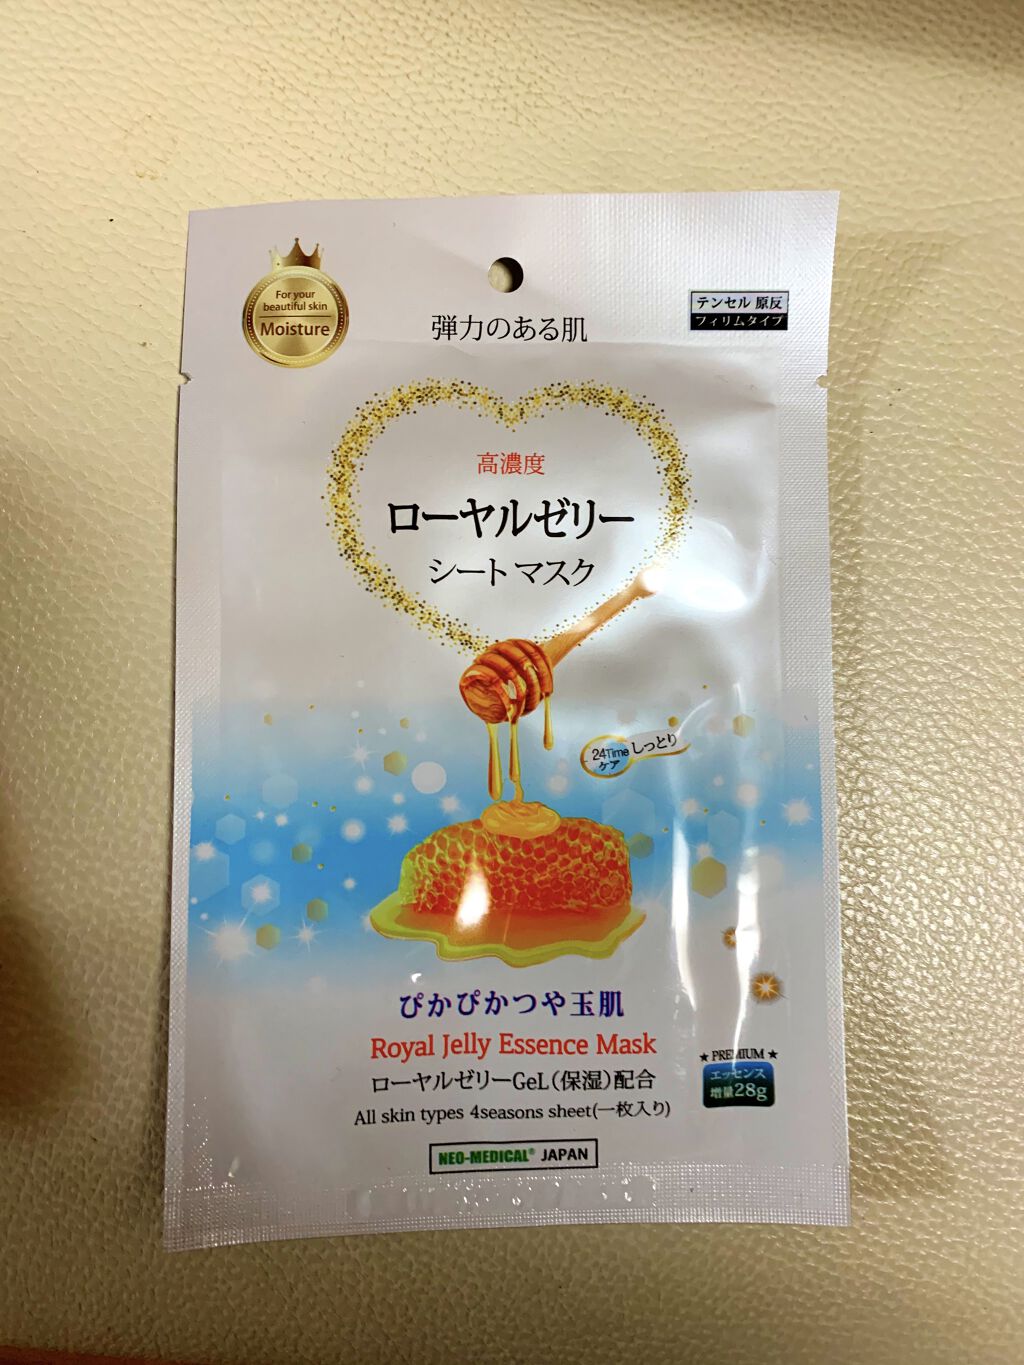 For your
beautiful skin
Moisture
弾力のある肌
テンセル 原反
フィリムタイプ
高濃度
ローヤルゼリー
シートマスク
24Time しっとり
ケア
ぴかぴかつや玉肌
Royal Jelly Essence Mask
ローヤルゼリーGeL(保湿)配合
All skin types 4seasons sheet(一枚入り)
★ PREMIUM ★
エッセンス
増量28g
NEO-MEDICAL® JAPAN